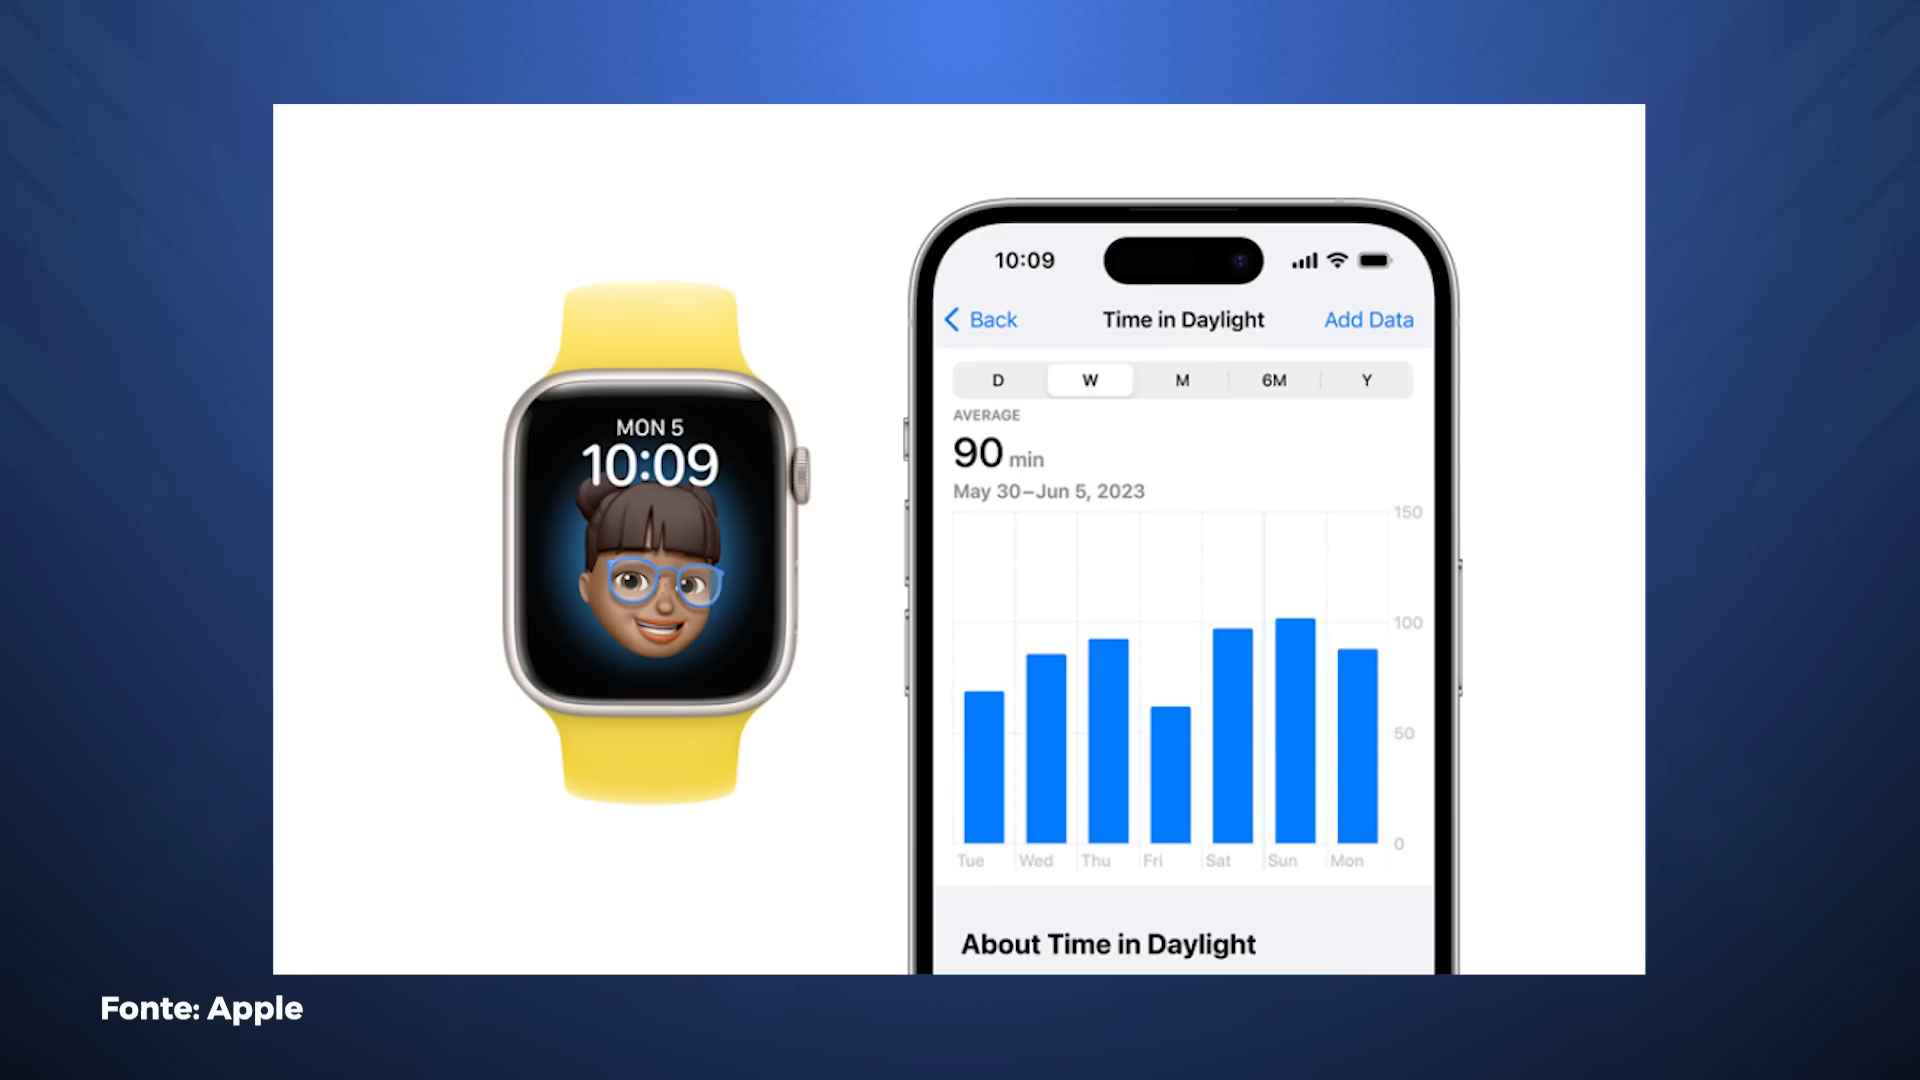 MON 5
10:09
10:09
Back
Time in Daylight
Add Data
D W M 6M Y
AVERAGE
90 min
May 30–Jun 5, 2023
150
100
50
0
Tue Wed Thu Fri Sat Sun Mon
About Time in Daylight
Fonte: Apple